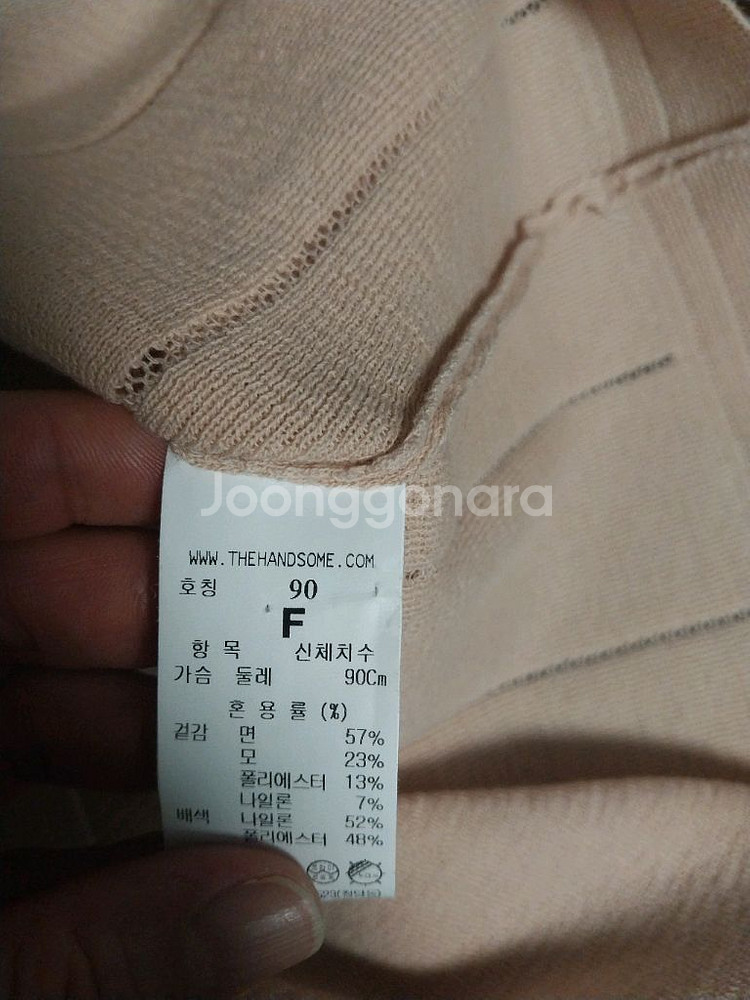 Joonggonara
WWW.THEHANDSOME.COM
호칭 90
F
항 목 신체치수
가슴 둘레 90Cm
혼 용 률 (%)
겉감 면 57%
모 23%
폴리에스터 13%
나일론 7%
배색 나일론 52%
폴리에스터 48%